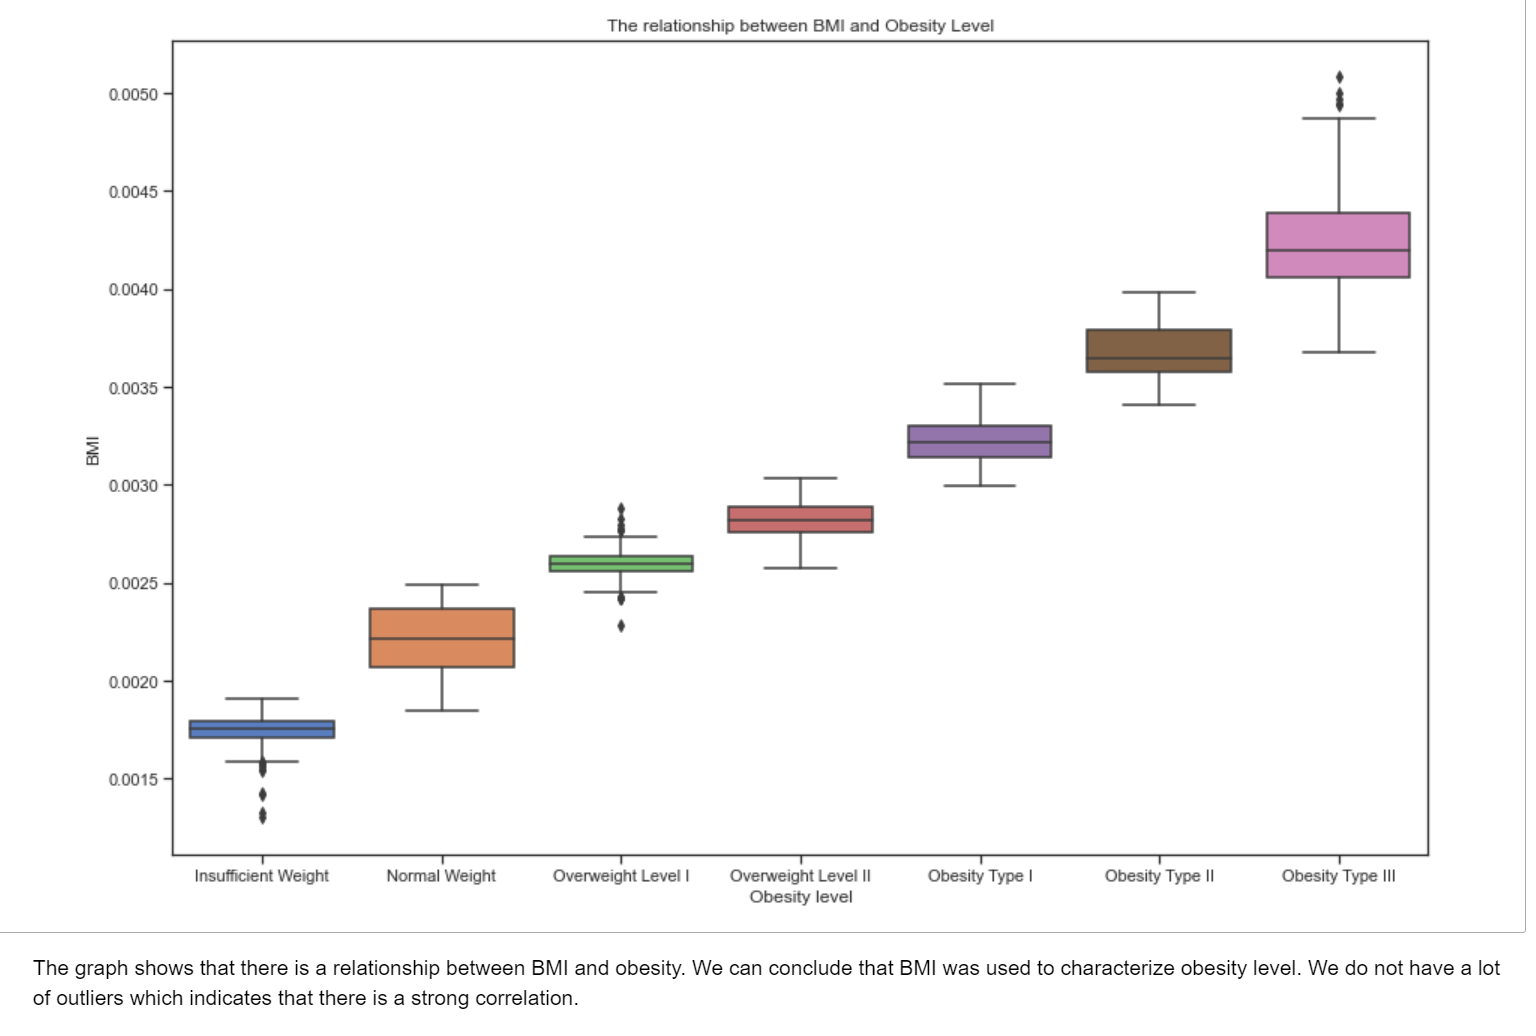 The relationship between BMI and Obesity Level
0.0050
0.0045
0.0040
0.0035
BMI
0.0030
0.0025
0.0020
0.0015
Insufficient Weight Normal Weight Overweight Level I Overweight Level II Obesity Type I Obesity Type II Obesity Type III
Obesity level
The graph shows that there is a relationship between BMI and obesity. We can conclude that BMI was used to characterize obesity level. We do not have a lot
of outliers which indicates that there is a strong correlation.